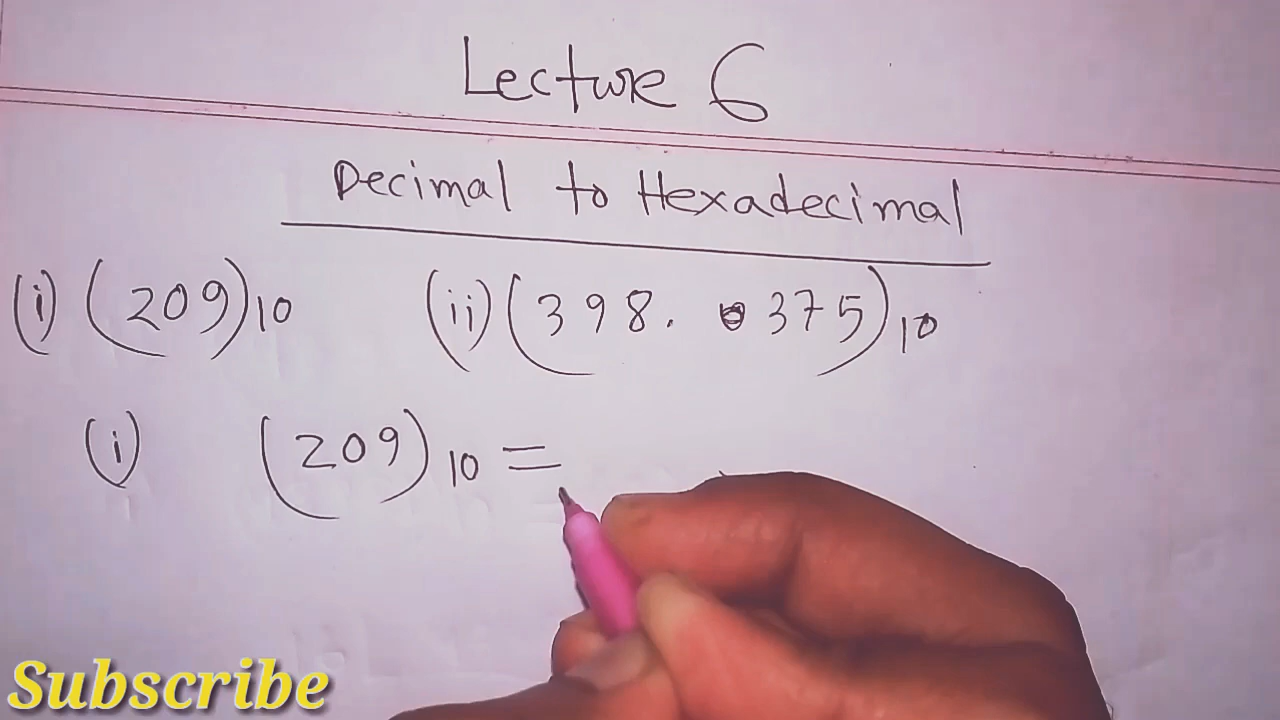 Lecture 6
Decimal to Hexadecimal
(i) (209)10 (ii) (398. 375)10
(i) (209)10 =
Subscribe